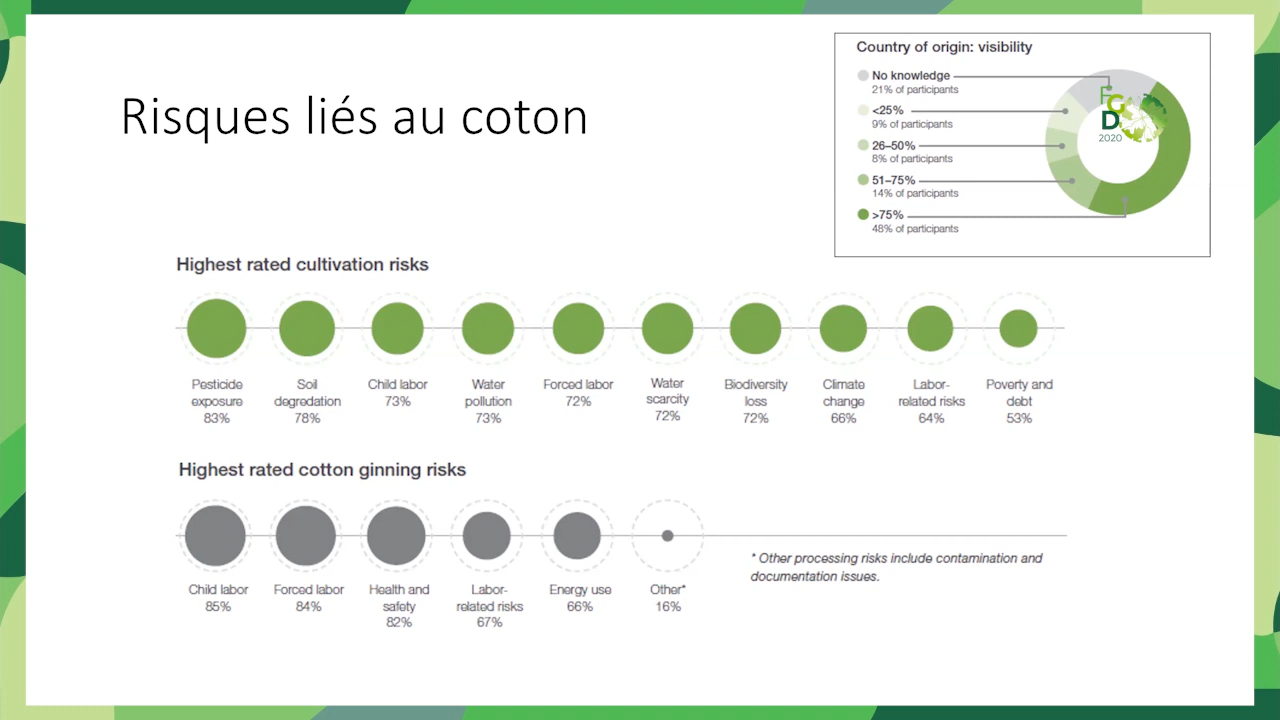 Risques liés au coton
Country of origin: visibility
No knowledge
21% of participants
<25%
9% of participants
26–50%
8% of participants
51–75%
14% of participants
>75%
48% of participants
F
G
D
2020
Highest rated cultivation risks
Pesticide
exposure
83%
Soil
degredation
78%
Child labor
73%
Water
pollution
73%
Forced labor
72%
Water
scarcity
72%
Biodiversity
loss
72%
Climate
change
66%
Labor-
related risks
64%
Poverty and
debt
53%
Highest rated cotton ginning risks
Child labor
85%
Forced labor
84%
Health and
safety
82%
Labor-
related risks
67%
Energy use
66%
Other*
16%
* Other processing risks include contamination and
documentation issues.